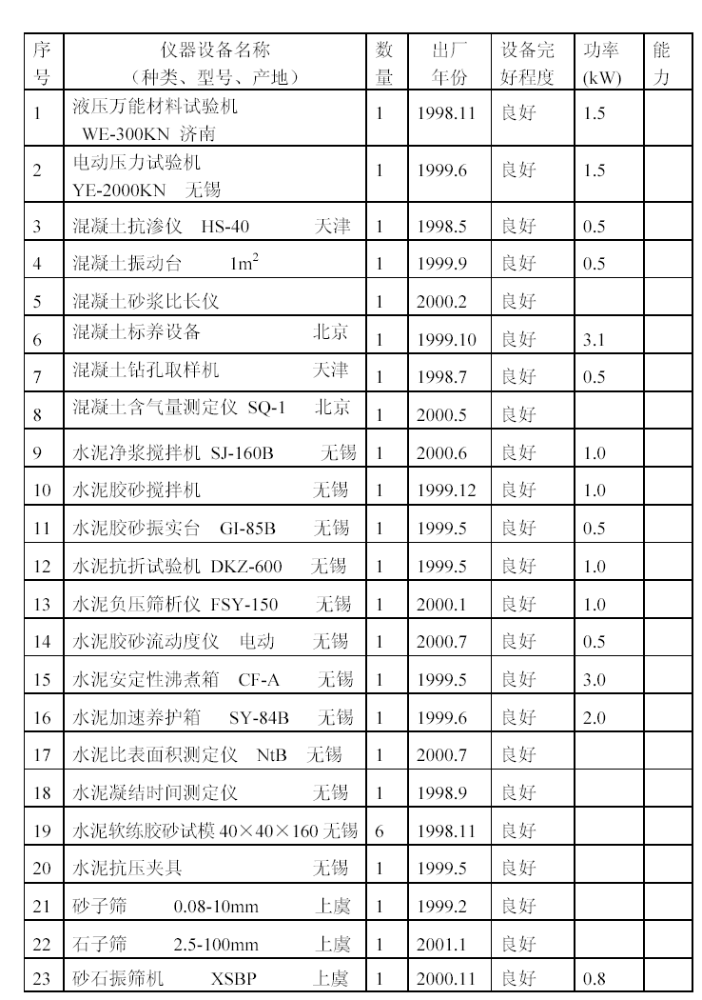 序号 仪器设备名称（种类、型号、产地） 数量 出厂年份 设备完好程度 功率(kW) 能力
1 液压万能材料试验机 WE-300KN 济南 1 1998.11 良好 1.5
2 电动压力试验机 YE-2000KN 无锡 1 1999.6 良好 1.5
3 混凝土抗渗仪 HS-40 天津 1 1998.5 良好 0.5
4 混凝土振动台 1m² 1 1999.9 良好 0.5
5 混凝土砂浆比长仪 1 2000.2 良好
6 混凝土标养设备 北京 1 1999.10 良好 3.1
7 混凝土钻孔取样机 天津 1 1998.7 良好 0.5
8 混凝土含气量测定仪 SQ-1 北京 1 2000.5 良好
9 水泥净浆搅拌机 SJ-160B 无锡 1 2000.6 良好 1.0
10 水泥胶砂搅拌机 无锡 1 1999.12 良好 1.0
11 水泥胶砂振实台 GI-85B 无锡 1 1999.5 良好 0.5
12 水泥抗折试验机 DKZ-600 无锡 1 1999.5 良好 1.0
13 水泥负压筛析仪 FSY-150 无锡 1 2000.1 良好 1.0
14 水泥胶砂流动度仪 电动 无锡 1 2000.7 良好 0.5
15 水泥安定性沸煮箱 CF-A 无锡 1 1999.5 良好 3.0
16 水泥加速养护箱 SY-84B 无锡 1 1999.6 良好 2.0
17 水泥比表面积测定仪 NtB 无锡 1 2000.7 良好
18 水泥凝结时间测定仪 无锡 1 1998.9 良好
19 水泥软练胶砂试模 40×40×160 无锡 6 1998.11 良好
20 水泥抗压夹具 无锡 1 1999.5 良好
21 砂子筛 0.08-10mm 上虞 1 1999.2 良好
22 石子筛 2.5-100mm 上虞 1 2001.1 良好
23 砂石振筛机 XSBP 上虞 1 2000.11 良好 0.8